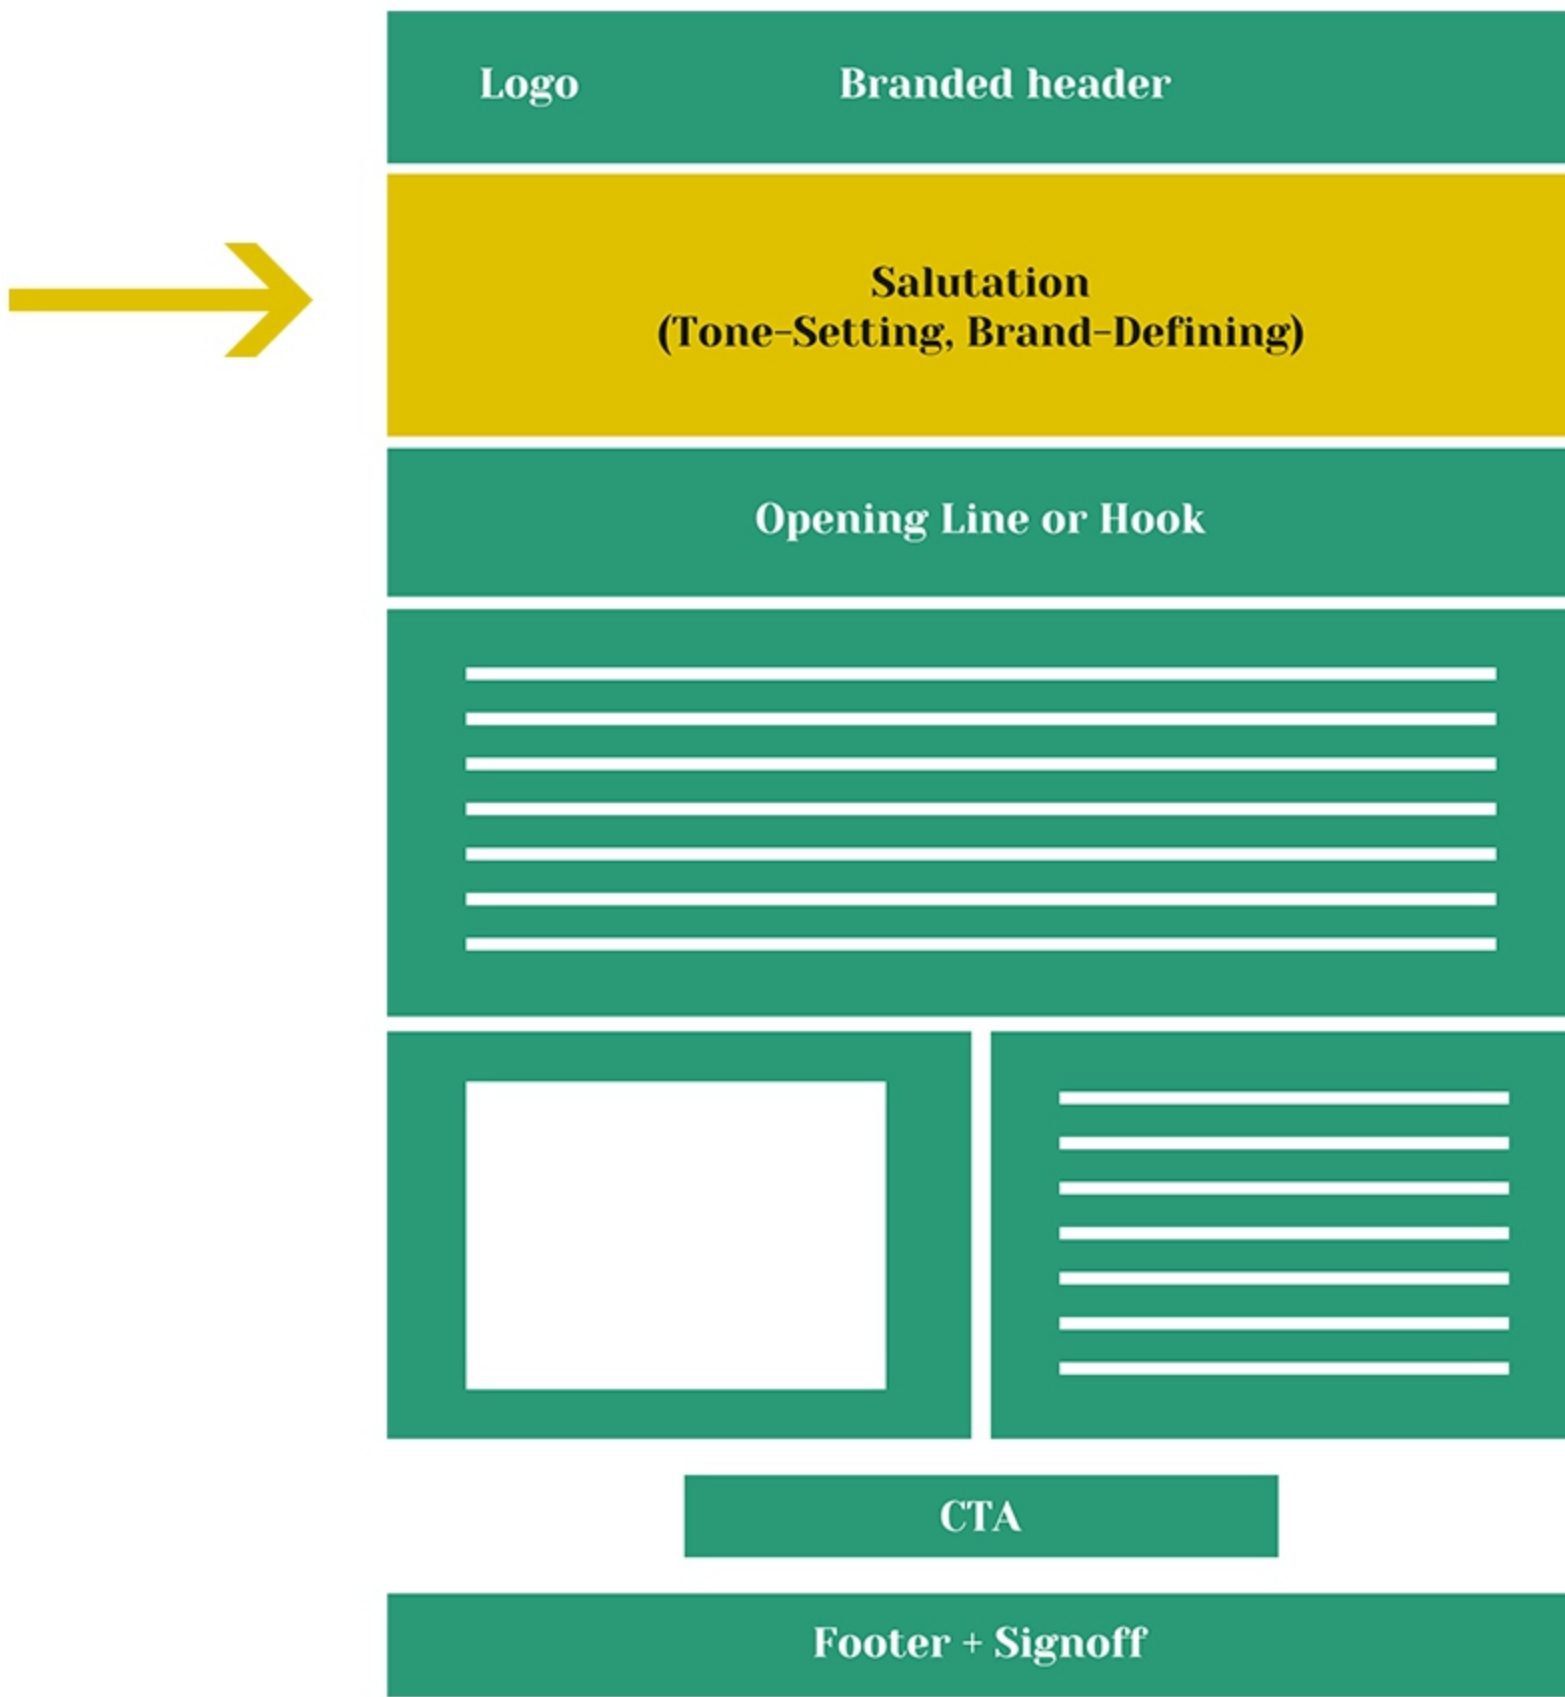 Logo
Branded header
Salutation
(Tone-Setting, Brand-Defining)
Opening Line or Hook
CTA
Footer + Signoff